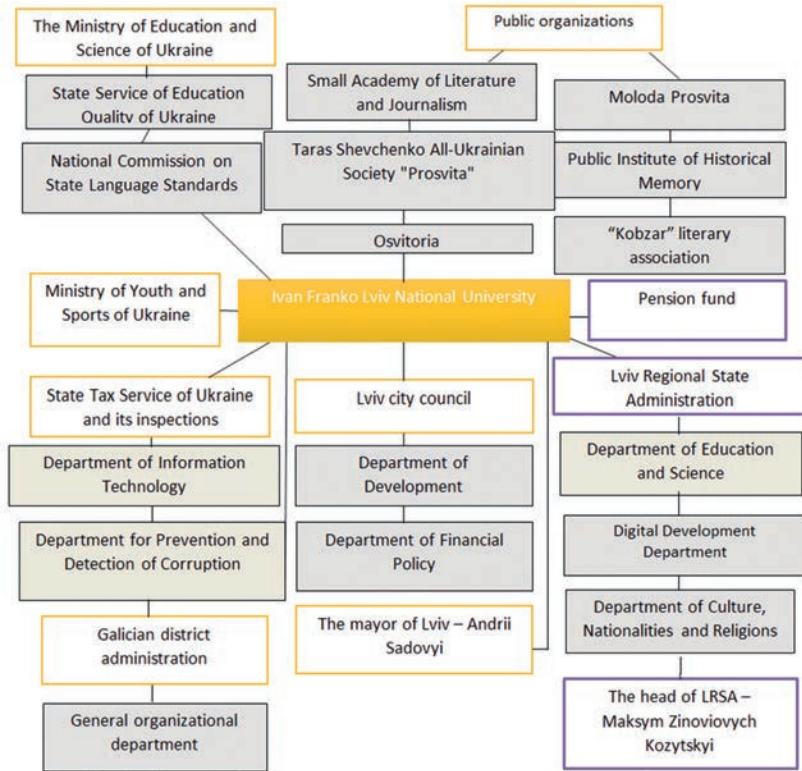 The Ministry of Education and
Science of Ukraine
Public organizations
State Service of Education
Quality of Ukraine
Small Academy of Literature
and Journalism
Moloda Prosvita
National Commission on
State Language Standards
Taras Shevchenko All-Ukrainian
Society "Prosvita"
Public Institute of Historical
Memory
Osvitoria
“Kobzar” literary
association
Ministry of Youth and
Sports of Ukraine
Ivan Franko Lviv National University
Pension fund
State Tax Service of Ukraine
and its inspections
Lviv city council
Lviv Regional State
Administration
Department of Information
Technology
Department of
Development
Department of Education
and Science
Department for Prevention and
Detection of Corruption
Department of Financial
Policy
Digital Development
Department
Galician district
administration
The mayor of Lviv – Andrii
Sadovyi
Department of Culture,
Nationalities and Religions
General organizational
department
The head of LRSA –
Maksym Zinoviovych
Kozytskyi